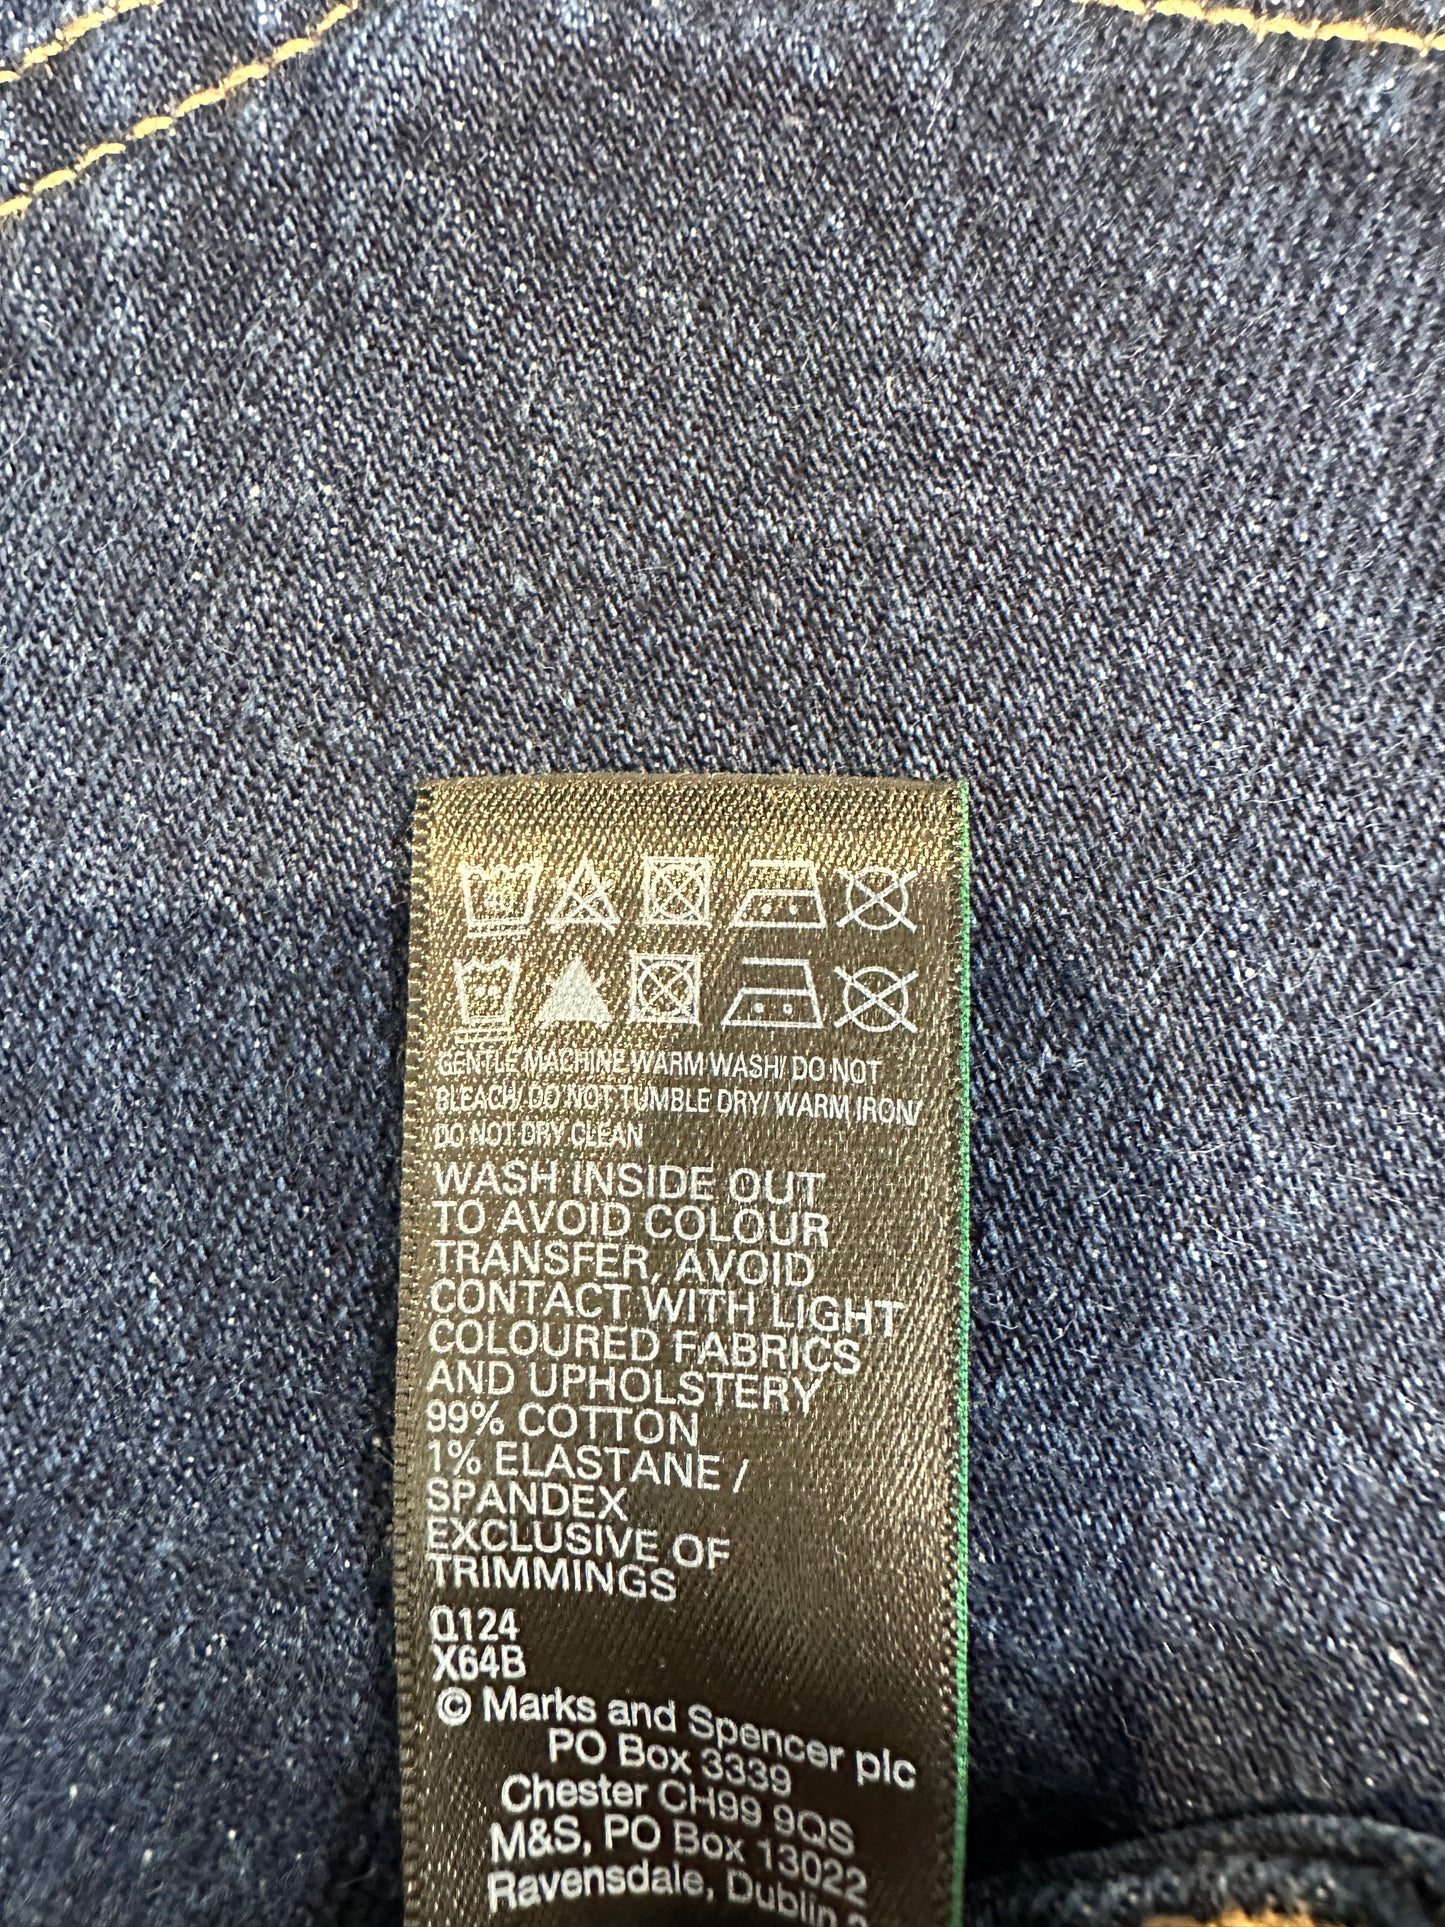 40
GENTLE MACHINE WARM WASH/ DO NOT
BLEACH/ DO NOT TUMBLE DRY/ WARM IRON/
DO NOT DRY CLEAN
WASH INSIDE OUT
TO AVOID COLOUR
TRANSFER, AVOID
CONTACT WITH LIGHT
COLOURED FABRICS
AND UPHOLSTERY
99% COTTON
1% ELASTANE /
SPANDEX
EXCLUSIVE OF
TRIMMINGS
Q124
X64B
© Marks and Spencer plc
PO Box 3339
Chester CH99 9QS
M&S, PO Box 13022
Ravensdale, Dublin